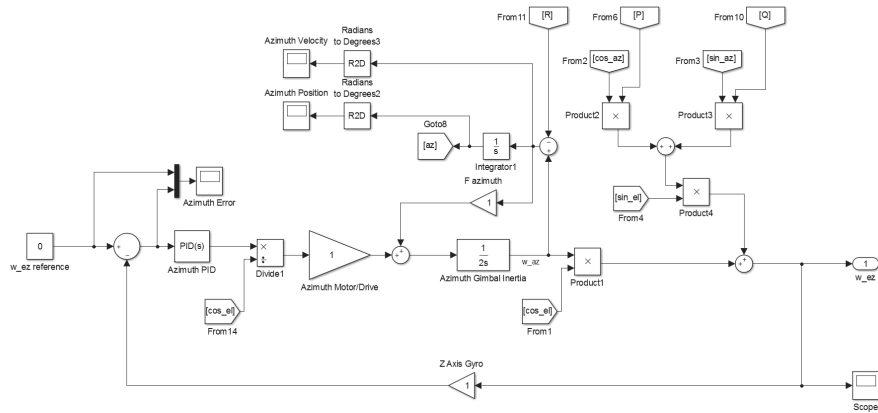 From11
[R]
From6
[P]
From10
[Q]
Azimuth Velocity
Radians
to Degrees3
R2D
From2
[cos_az]
From3
[sin_az]
Azimuth Position
Radians
to Degrees2
R2D
Product2
×
Product3
×
Goto8
[az]
1
s
Integrator1
−
+
+
+
F azimuth
1
[sin_el]
From4
×
Product4
Azimuth Error
0
w_ez reference
+
−
PID(s)
Azimuth PID
×
÷
Divide1
1
Azimuth Motor/Drive
+
+
1
2s
Azimuth Gimbal Inertia
w_az
×
Product1
+
+
1
w_ez
[cos_el]
From14
[cos_el]
From1
Z Axis Gyro
1
Scope